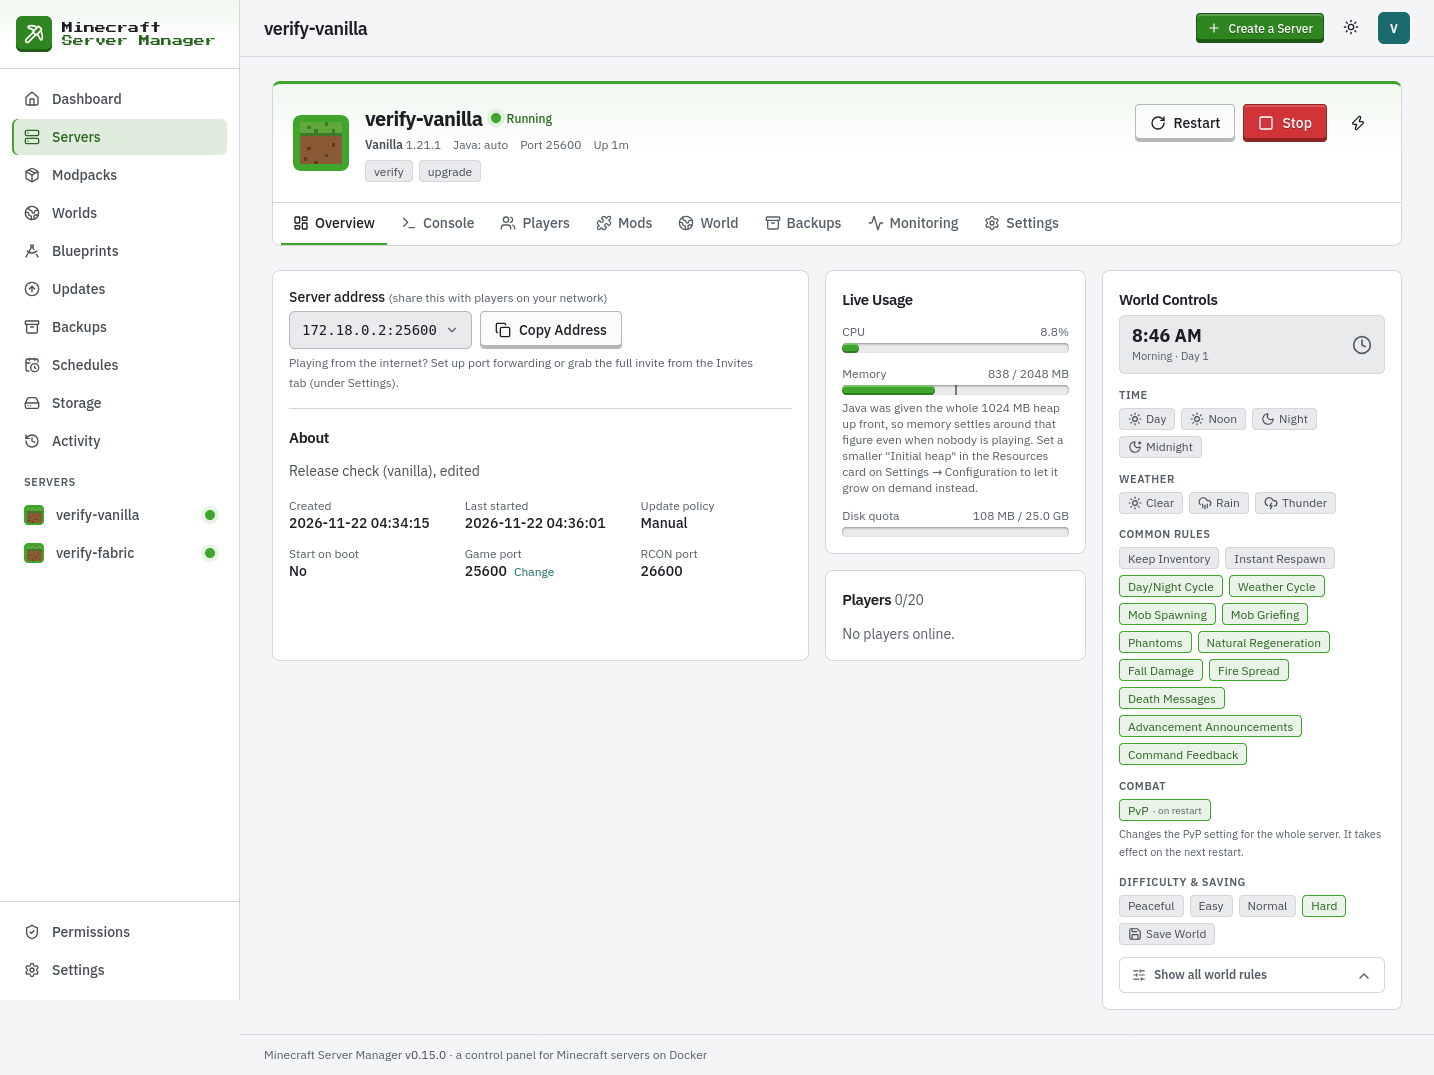 Minecraft
Server Manager
verify-vanilla
Create a Server
V
Dashboard
Servers
Modpacks
Worlds
Blueprints
Updates
Backups
Schedules
Storage
Activity
SERVERS
verify-vanilla
verify-fabric
Permissions
Settings
verify-vanilla Running
Vanilla 1.21.1 Java: auto Port 25600 Up 1m
verify upgrade
Restart Stop
Overview Console Players Mods World Backups Monitoring Settings
Server address (share this with players on your network)
172.18.0.2:25600 Copy Address
Playing from the internet? Set up port forwarding or grab the full invite from the Invites
tab (under Settings).
About
Release check (vanilla), edited
Created Last started Update policy
2026-11-22 04:34:15 2026-11-22 04:36:01 Manual
Start on boot Game port RCON port
No 25600 Change 26600
Live Usage
CPU 8.8%
Memory 838 / 2048 MB
Java was given the whole 1024 MB heap
up front, so memory settles around that
figure even when nobody is playing. Set a
smaller "Initial heap" in the Resources
card on Settings → Configuration to let it
grow on demand instead.
Disk quota 108 MB / 25.0 GB
Players 0/20
No players online.
World Controls
8:46 AM
Morning · Day 1
TIME
Day Noon Night
Midnight
WEATHER
Clear Rain Thunder
COMMON RULES
Keep Inventory Instant Respawn
Day/Night Cycle Weather Cycle
Mob Spawning Mob Griefing
Phantoms Natural Regeneration
Fall Damage Fire Spread
Death Messages
Advancement Announcements
Command Feedback
COMBAT
PvP · on restart
Changes the PvP setting for the whole server. It takes
effect on the next restart.
DIFFICULTY & SAVING
Peaceful Easy Normal Hard
Save World
Show all world rules
Minecraft Server Manager v0.15.0 · a control panel for Minecraft servers on Docker